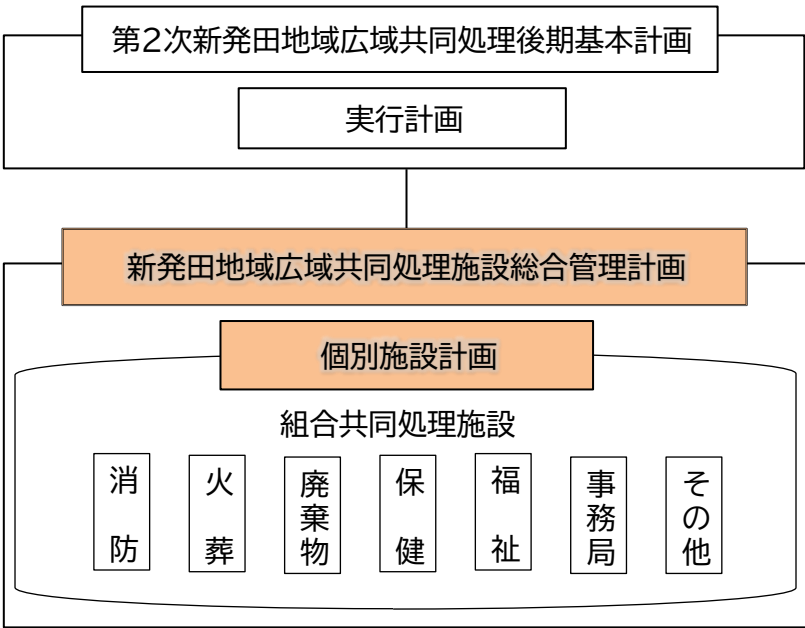 第2次新発田地域広域共同処理後期基本計画
実行計画
新発田地域広域共同処理施設総合管理計画
個別施設計画
組合共同処理施設
消防
火葬
廃棄物
保健
福祉
事務局
その他